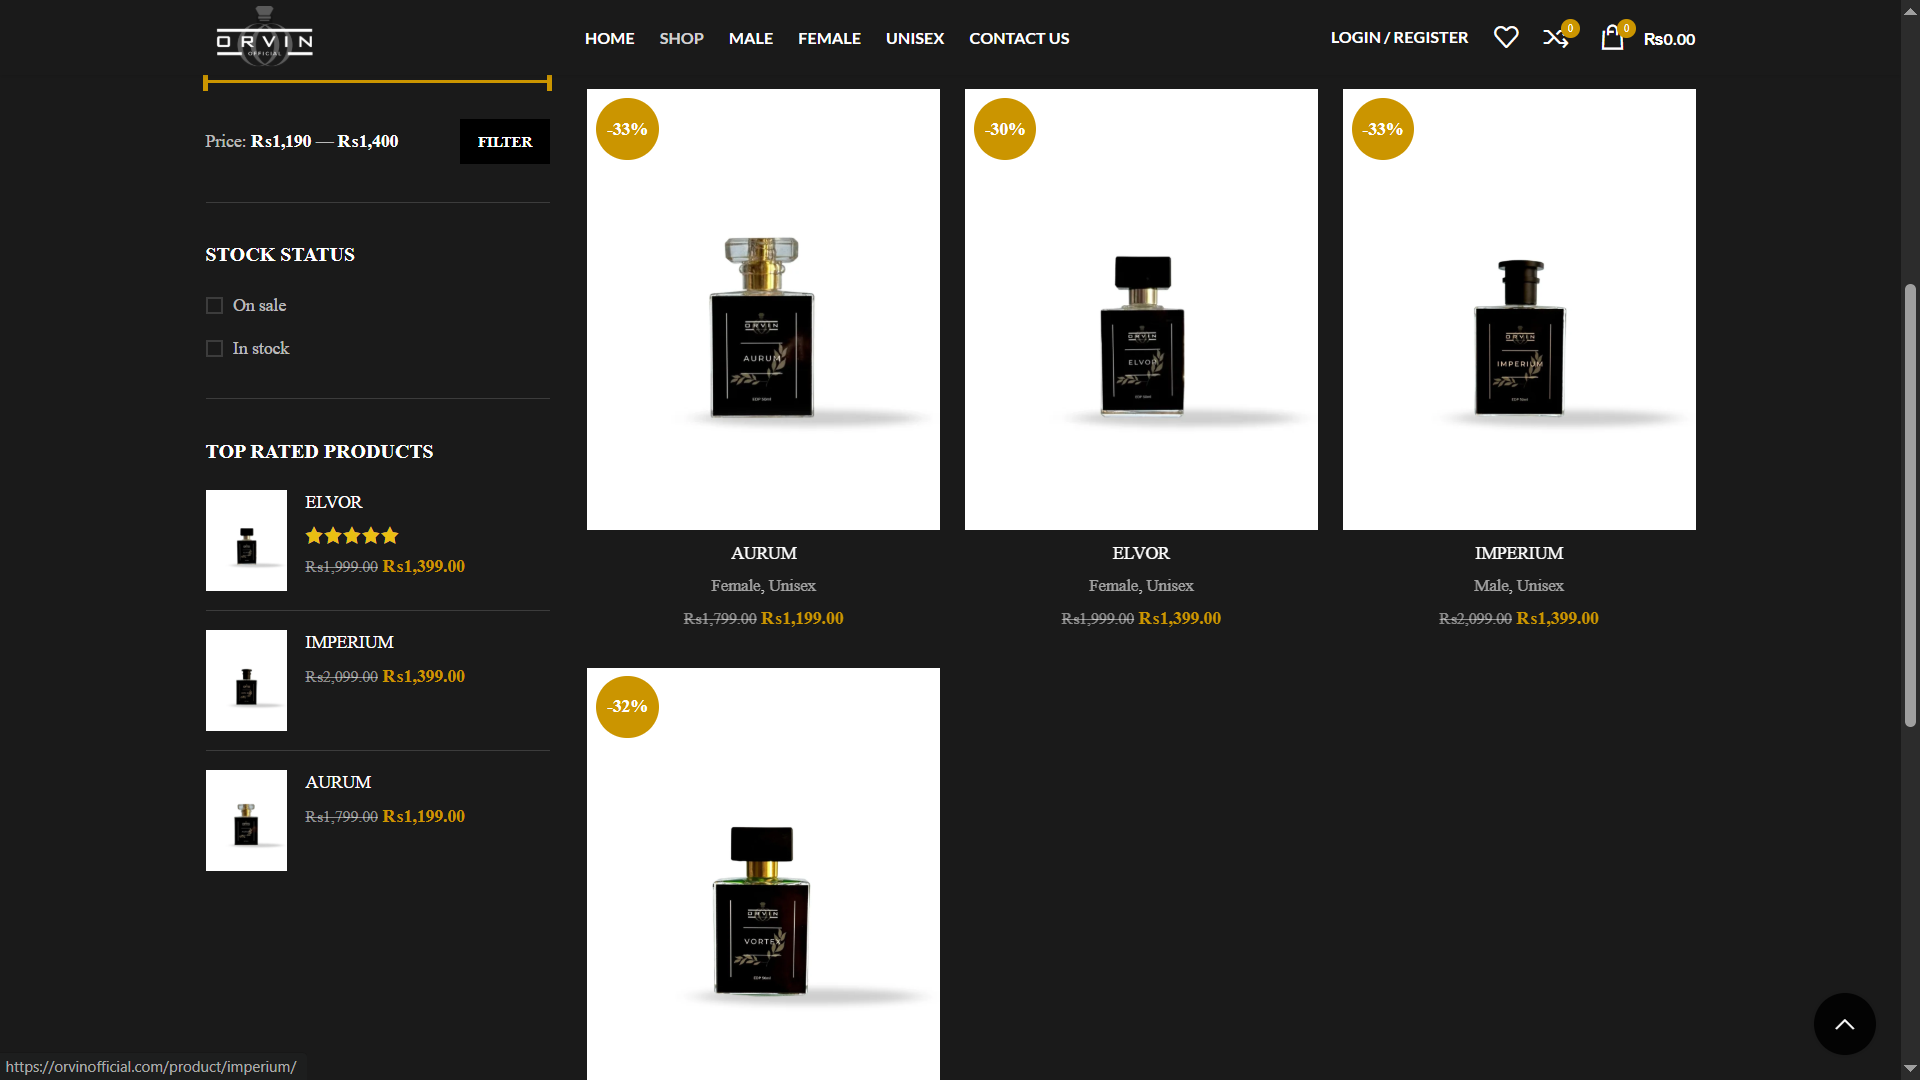 ORVIN
OFFICIAL
HOME
SHOP
MALE
FEMALE
UNISEX
CONTACT US
LOGIN / REGISTER
0
0
₨0.00
Price: ₨1,190 — ₨1,400
FILTER
STOCK STATUS
On sale
In stock
TOP RATED PRODUCTS
ELVOR
₨1,999.00 ₨1,399.00
IMPERIUM
₨2,099.00 ₨1,399.00
AURUM
₨1,799.00 ₨1,199.00
-33%
ORVIN
AURUM
EDP 50ml
AURUM
Female, Unisex
₨1,799.00 ₨1,199.00
-30%
ORVIN
ELVOR
EDP 50ml
ELVOR
Female, Unisex
₨1,999.00 ₨1,399.00
-33%
ORVIN
IMPERIUM
EDP 50ml
IMPERIUM
Male, Unisex
₨2,099.00 ₨1,399.00
-32%
ORVIN
VORTEX
EDP 50ml
https://orvinofficial.com/product/imperium/